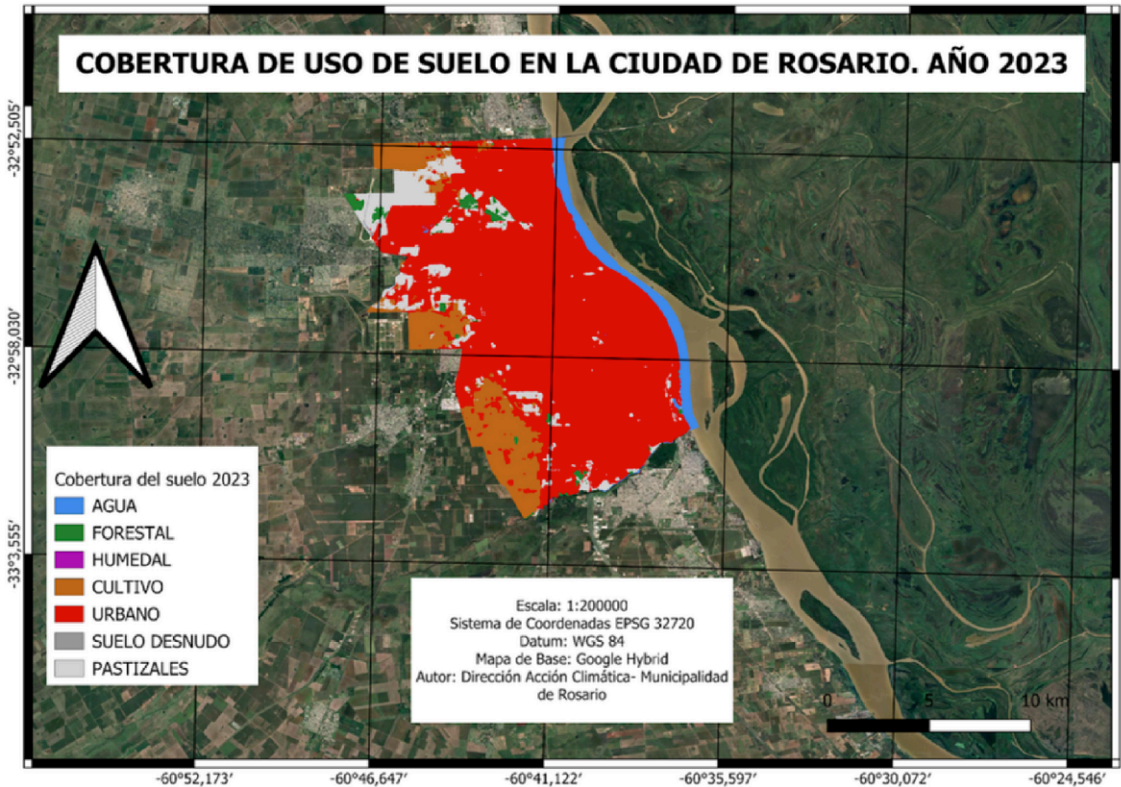 COBERTURA DE USO DE SUELO EN LA CIUDAD DE ROSARIO. AÑO 2023
-32°52,505′
-32°58,030′
-33°3,555′
Cobertura del suelo 2023
AGUA
FORESTAL
HUMEDAL
CULTIVO
URBANO
SUELO DESNUDO
PASTIZALES
Escala: 1:200000
Sistema de Coordenadas EPSG 32720
Datum: WGS 84
Mapa de Base: Google Hybrid
Autor: Dirección Acción Climática- Municipalidad
de Rosario
0 5 10 km
-60°52,173′ -60°46,647′ -60°41,122′ -60°35,597′ -60°30,072′ -60°24,546′